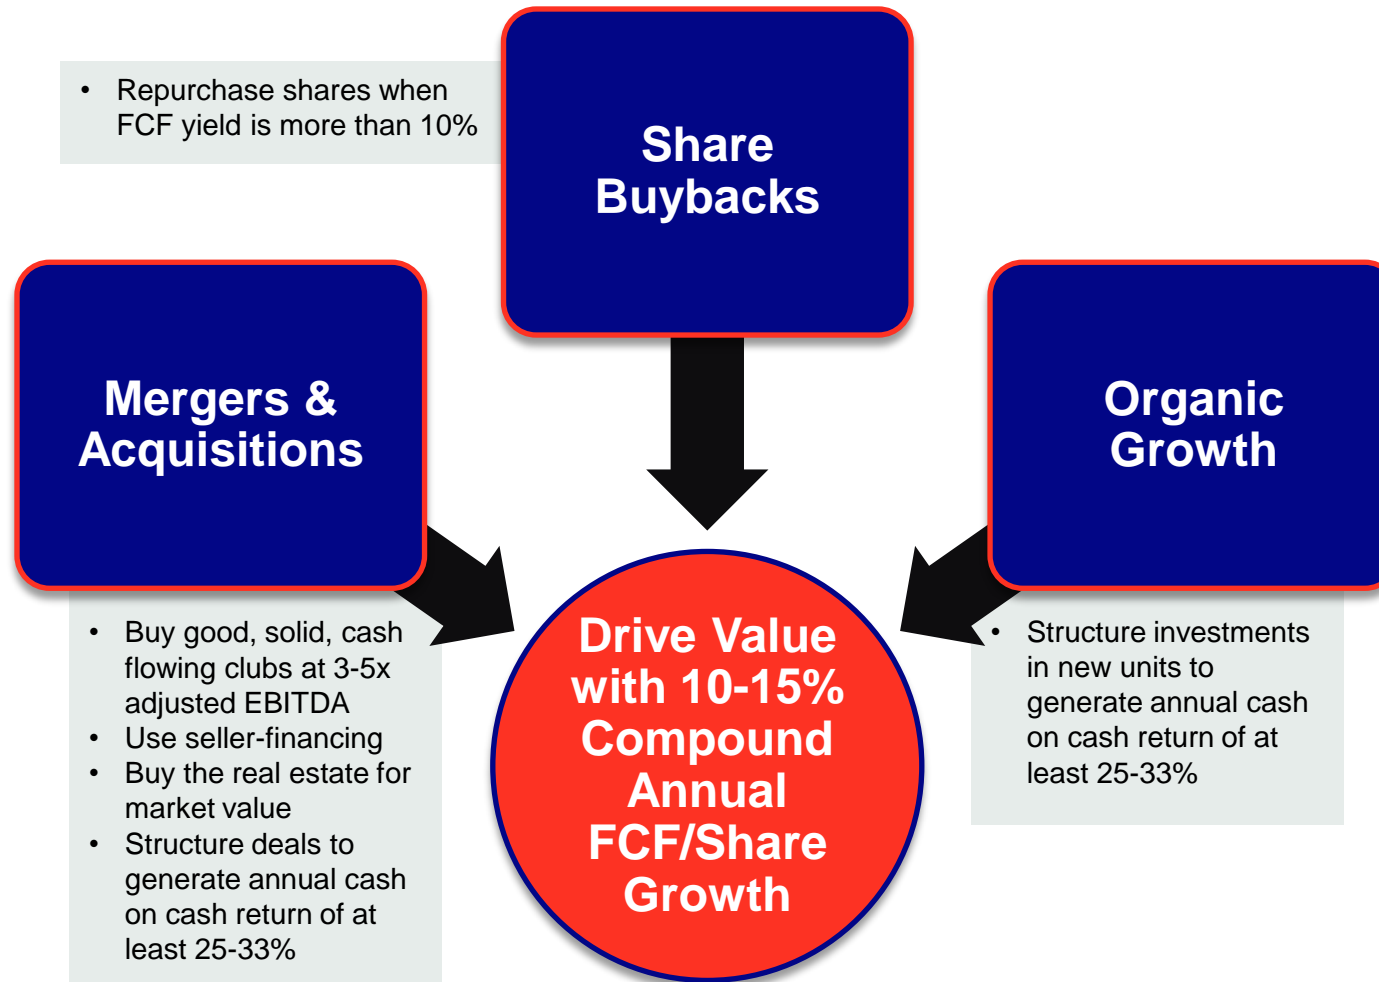 • Repurchase shares when
FCF yield is more than 10%
Share
Buybacks
Mergers &
Acquisitions
Organic
Growth
• Buy good, solid, cash
flowing clubs at 3-5x
adjusted EBITDA
• Use seller-financing
• Buy the real estate for
market value
• Structure deals to
generate annual cash
on cash return of at
least 25-33%
Drive Value
with 10-15%
Compound
Annual
FCF/Share
Growth
• Structure investments
in new units to
generate annual cash
on cash return of at
least 25-33%